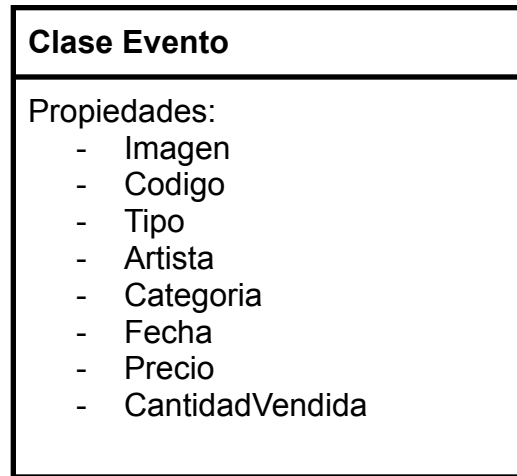 Clase Evento
Propiedades:
- Imagen
- Codigo
- Tipo
- Artista
- Categoria
- Fecha
- Precio
- CantidadVendida